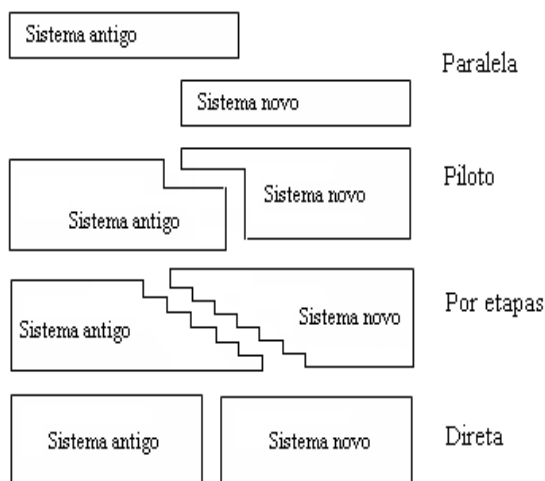 Sistema antigo
Paralela
Sistema novo
Piloto
Sistema novo
Sistema antigo
Por etapas
Sistema novo
Sistema antigo
Direta
Sistema antigo
Sistema novo